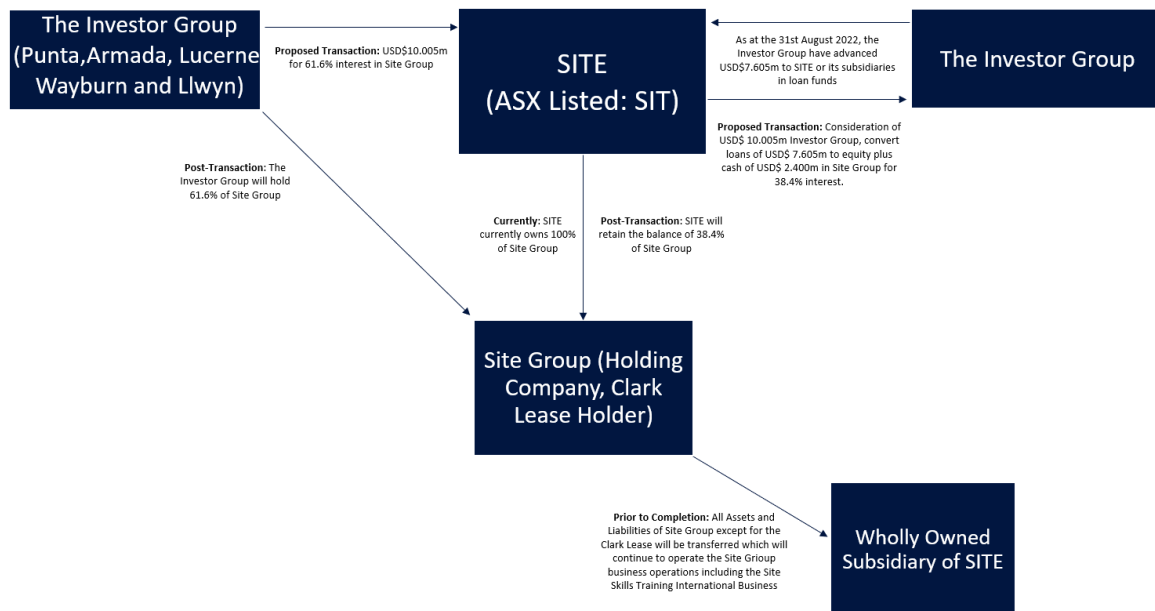 The Investor Group
(Punta,Armada, Lucerne
Wayburn and Llwyn)
Proposed Transaction: USD$10.005m
for 61.6% interest in Site Group
SITE
(ASX Listed: SIT)
As at the 31st August 2022, the
Investor Group have advanced
USD$7.605m to SITE or its subsidiaries
in loan funds
The Investor Group
Proposed Transaction: Consideration of
USD$ 10.005m Investor Group, convert
loans of USD$ 7.605m to equity plus
cash of USD$ 2.400m in Site Group for
38.4% interest.
Post-Transaction: The
Investor Group will hold
61.6% of Site Group
Currently: SITE
currently owns 100%
of Site Group
Post-Transaction: SITE will
retain the balance of 38.4%
of Site Group
Site Group (Holding
Company, Clark
Lease Holder)
Prior to Completion: All Assets and
Liabilities of Site Group except for the
Clark Lease will be transferred which will
continue to operate the Site Grioup
business operations including the Site
Skills Training International Business
Wholly Owned
Subsidiary of SITE